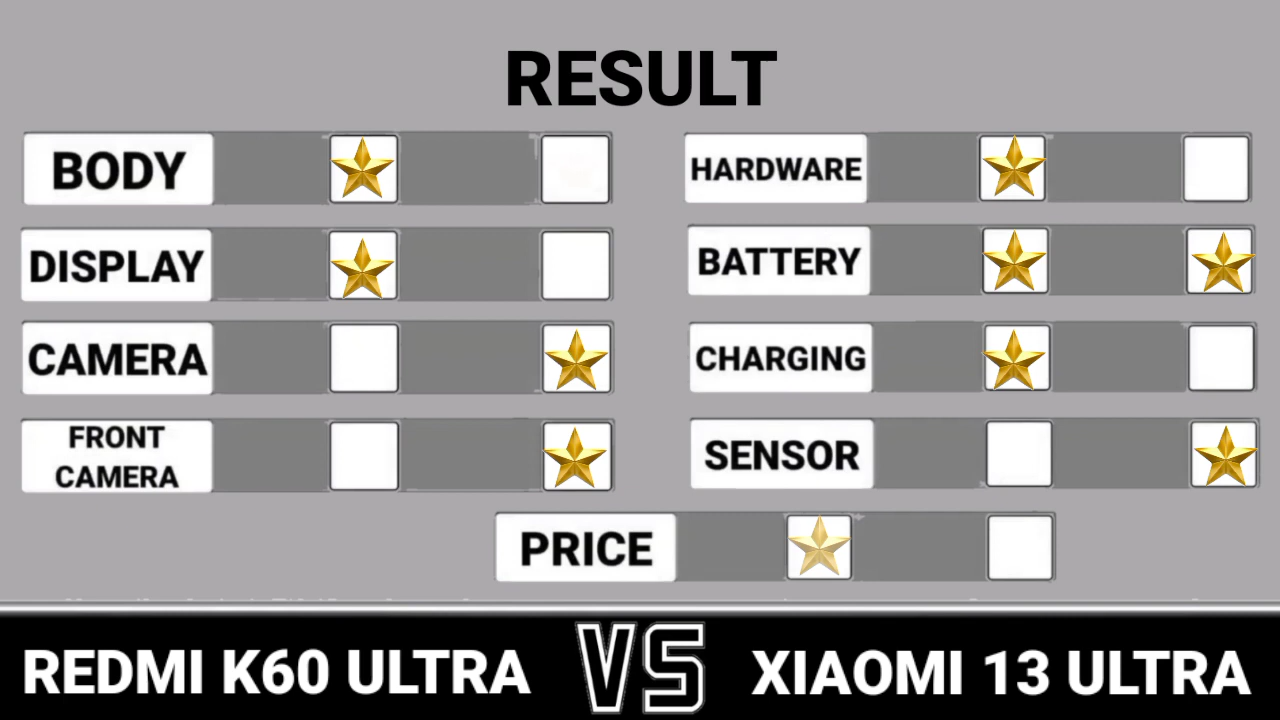 RESULT
BODY
HARDWARE
DISPLAY
BATTERY
CAMERA
CHARGING
FRONT
CAMERA
SENSOR
PRICE
REDMI K60 ULTRA VS XIAOMI 13 ULTRA